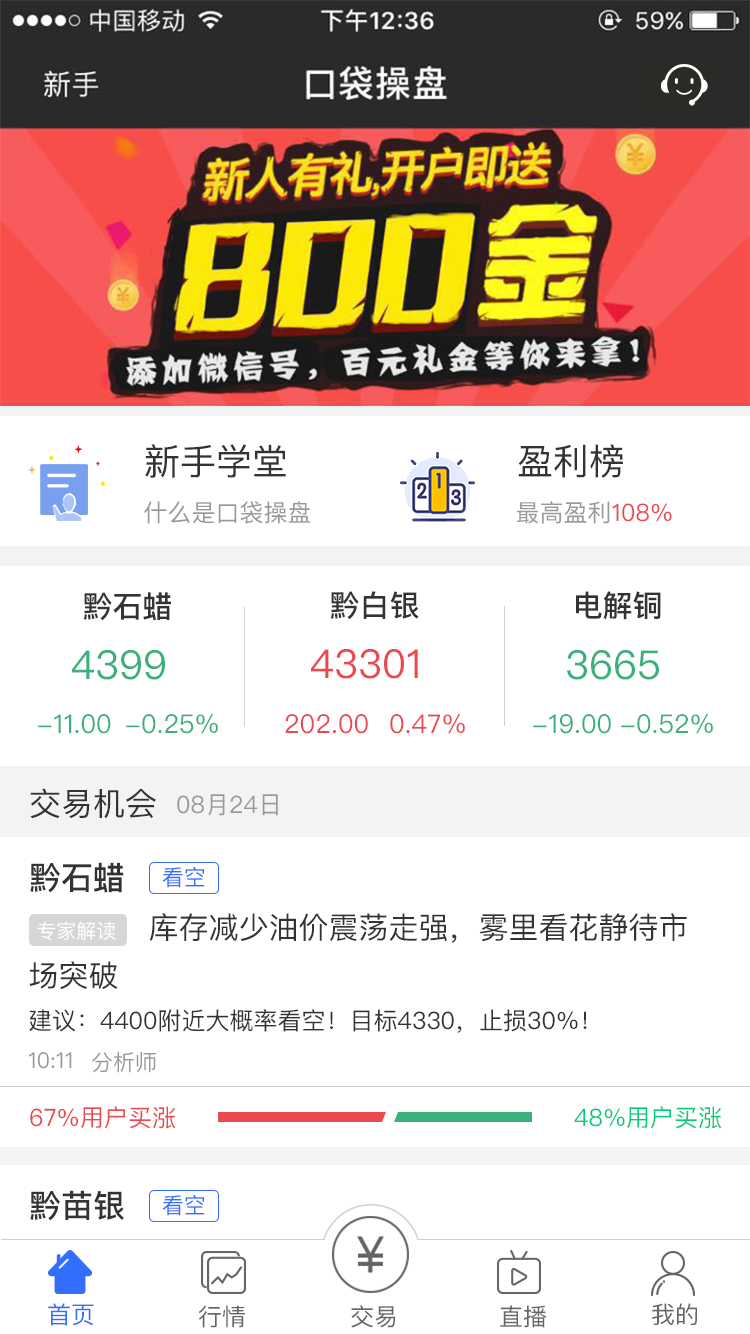 中国移动 下午12:36 59%
新手 口袋操盘
新人有礼,开户即送
800金
添加微信号，百元礼金等你来拿！
新手学堂
什么是口袋操盘
1
2
3
盈利榜
最高盈利108%
黔石蜡 黔白银 电解铜
4399 43301 3665
-11.00 -0.25% 202.00 0.47% -19.00 -0.52%
交易机会 08月24日
黔石蜡 看空
专家解读 库存减少油价震荡走强，雾里看花静待市
场突破
建议：4400附近大概率看空！目标4330，止损30%！
10:11 分析师
67%用户买涨 48%用户买涨
黔苗银 看空
¥
首页 行情 交易 直播 我的